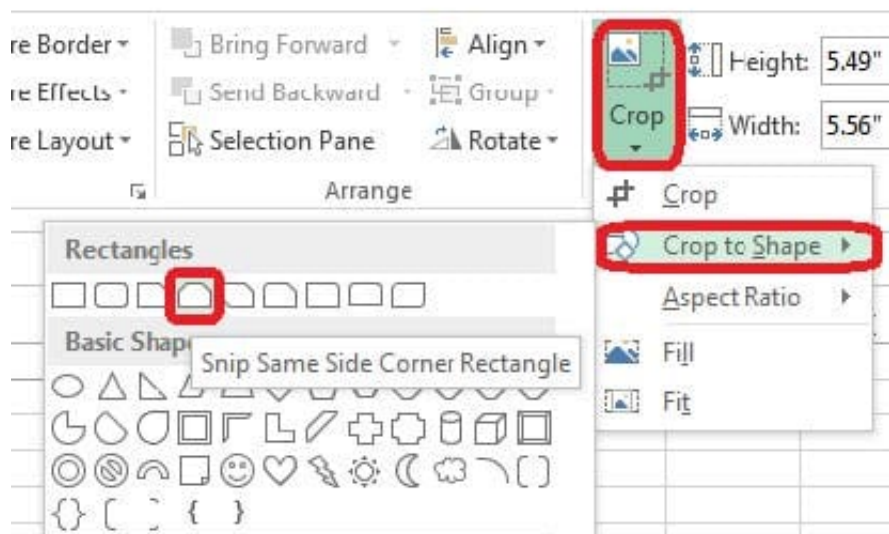 re Border
Bring Forward
Align
Crop
Height: 5.49"
re Effects
Send Backward
Group
Width: 5.56"
re Layout
Selection Pane
Rotate
Arrange
Crop
Crop to Shape
Aspect Ratio
Fill
Fit
Rectangles
Basic Shap
Snip Same Side Corner Rectangle